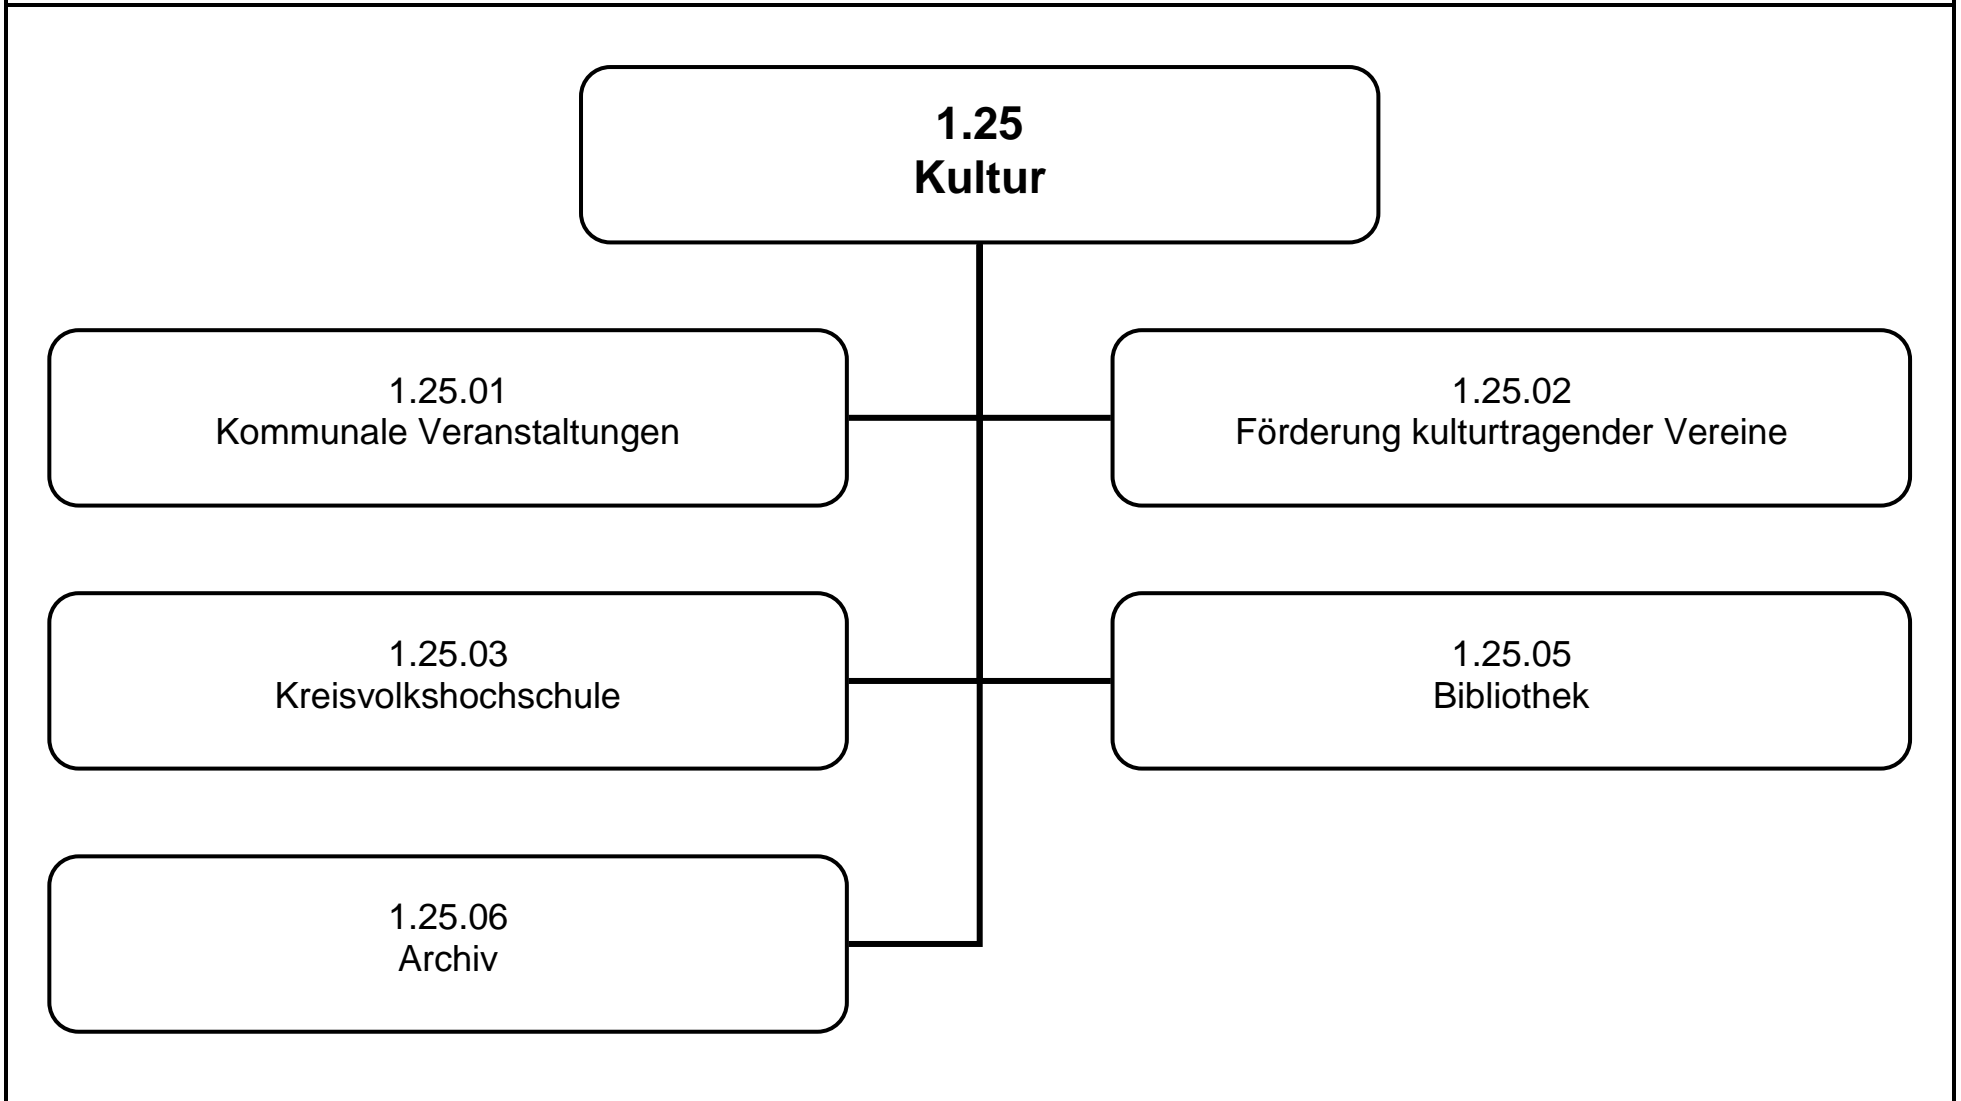 1.25
Kultur
1.25.01
Kommunale Veranstaltungen
1.25.02
Förderung kulturtragender Vereine
1.25.03
Kreisvolkshochschule
1.25.05
Bibliothek
1.25.06
Archiv